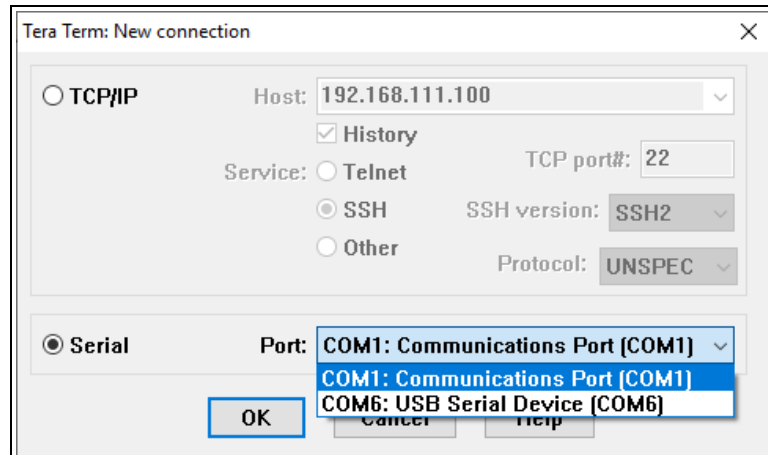 Tera Term: New connection
TCP/IP
Host: 192.168.111.100
History
Service: Telnet
TCP port#: 22
SSH
SSH version: SSH2
Other
Protocol: UNSPEC
Serial
Port: COM1: Communications Port (COM1)
COM1: Communications Port (COM1)
COM6: USB Serial Device (COM6)
OK
Cancel
Help